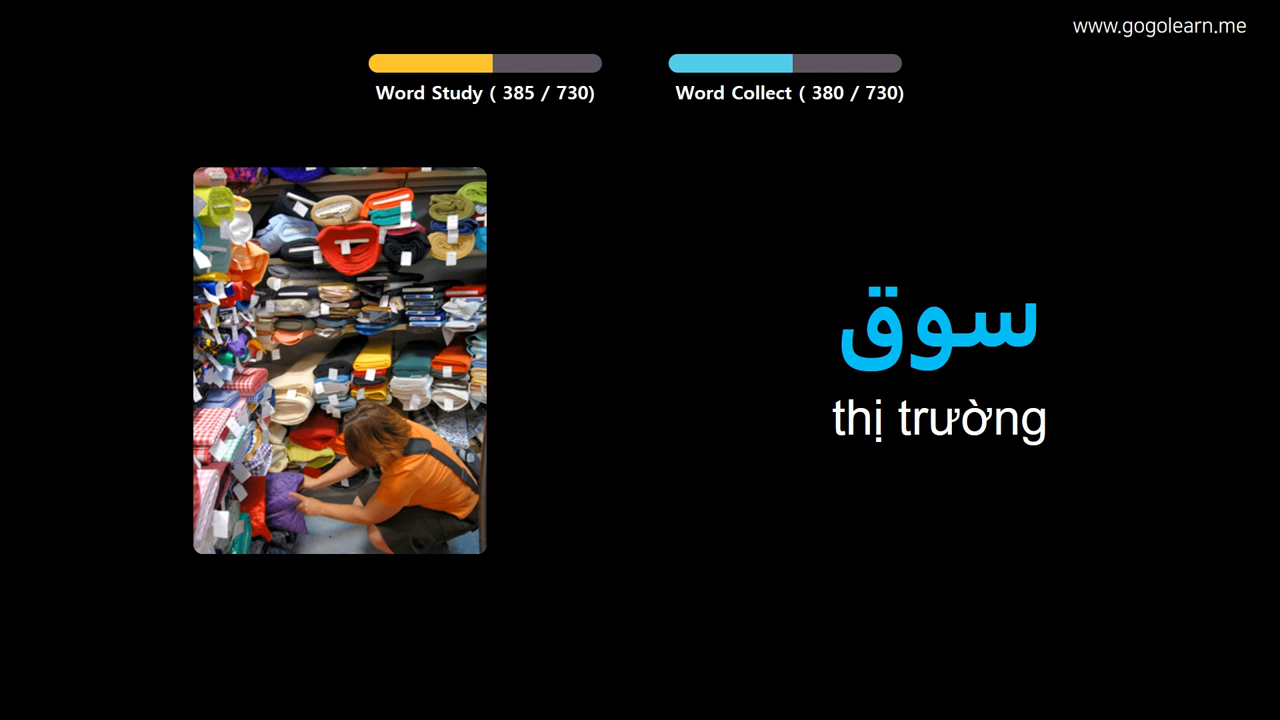 www.gogolearn.me
Word Study ( 385 / 730)
Word Collect ( 380 / 730)
سوق
thị trường